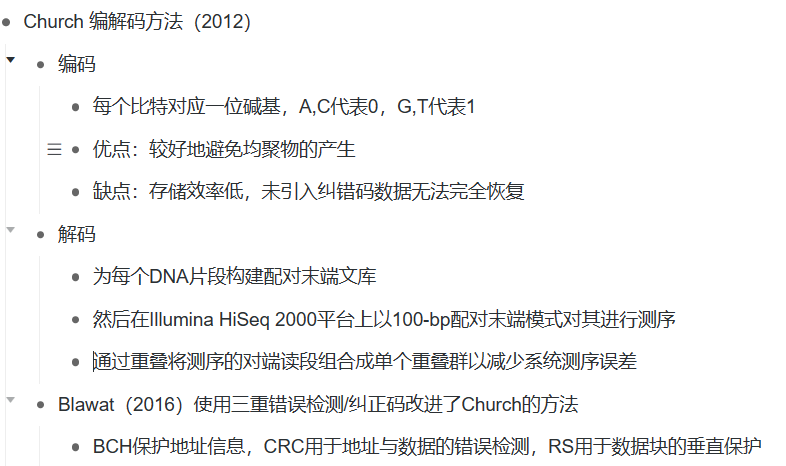 Church 编解码方法（2012）
编码
每个比特对应一位碱基，A,C代表0，G,T代表1
优点：较好地避免均聚物的产生
缺点：存储效率低，未引入纠错码数据无法完全恢复
解码
为每个DNA片段构建配对末端文库
然后在Illumina HiSeq 2000平台上以100-bp配对末端模式对其进行测序
通过重叠将测序的对端读段组合成单个重叠群以减少系统测序误差
Blawat（2016）使用三重错误检测/纠正码改进了Church的方法
BCH保护地址信息，CRC用于地址与数据的错误检测，RS用于数据块的垂直保护